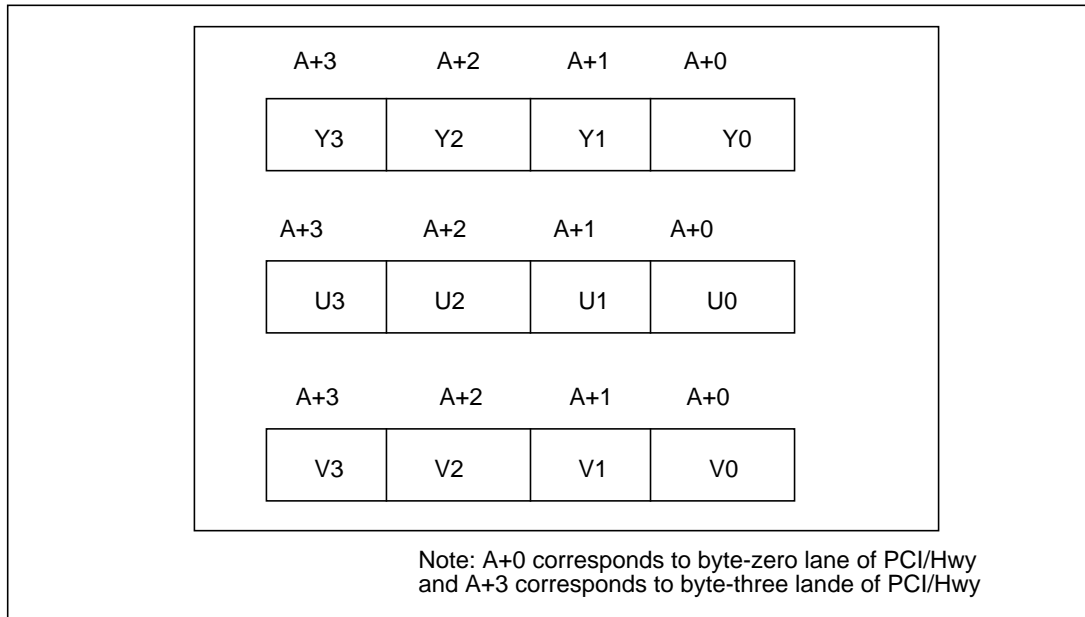 A+3 A+2 A+1 A+0
Y3 Y2 Y1 Y0
A+3 A+2 A+1 A+0
U3 U2 U1 U0
A+3 A+2 A+1 A+0
V3 V2 V1 V0
Note: A+0 corresponds to byte-zero lane of PCI/Hwy
and A+3 corresponds to byte-three lande of PCI/Hwy